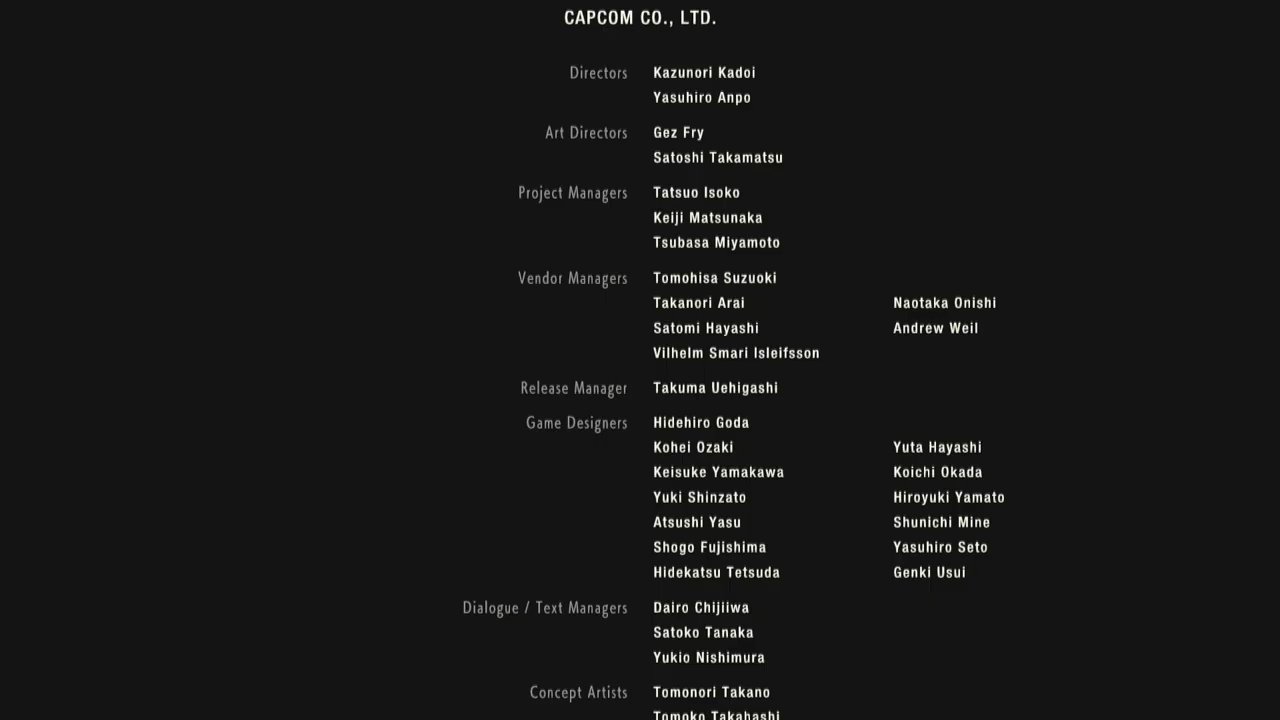 CAPCOM CO., LTD.
Directors Kazunori Kadoi
Yasuhiro Anpo
Art Directors Gez Fry
Satoshi Takamatsu
Project Managers Tatsuo Isoko
Keiji Matsunaka
Tsubasa Miyamoto
Vendor Managers Tomohisa Suzuoki
Takanori Arai Naotaka Onishi
Satomi Hayashi Andrew Weil
Vilhelm Smari Isleifsson
Release Manager Takuma Uehigashi
Game Designers Hidehiro Goda
Kohei Ozaki Yuta Hayashi
Keisuke Yamakawa Koichi Okada
Yuki Shinzato Hiroyuki Yamato
Atsushi Yasu Shunichi Mine
Shogo Fujishima Yasuhiro Seto
Hidekatsu Tetsuda Genki Usui
Dialogue / Text Managers Dairo Chijiiwa
Satoko Tanaka
Yukio Nishimura
Concept Artists Tomonori Takano
Tomoko Takahashi